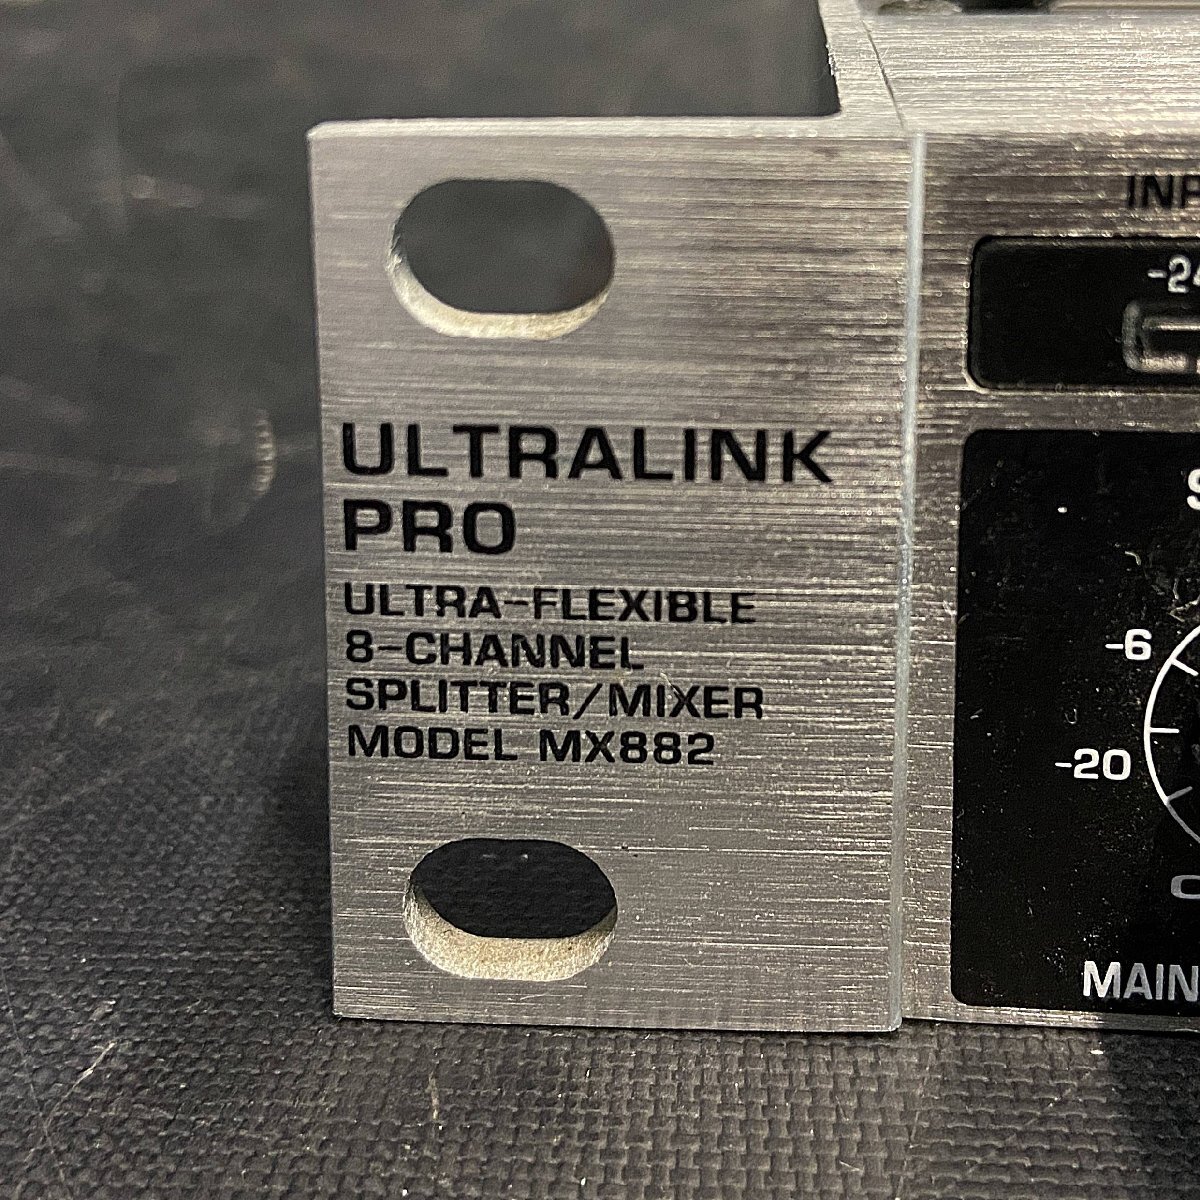 ULTRALINK
PRO
ULTRA-FLEXIBLE
8-CHANNEL
SPLITTER/MIXER
MODEL MX882
-6
-20
MAIN